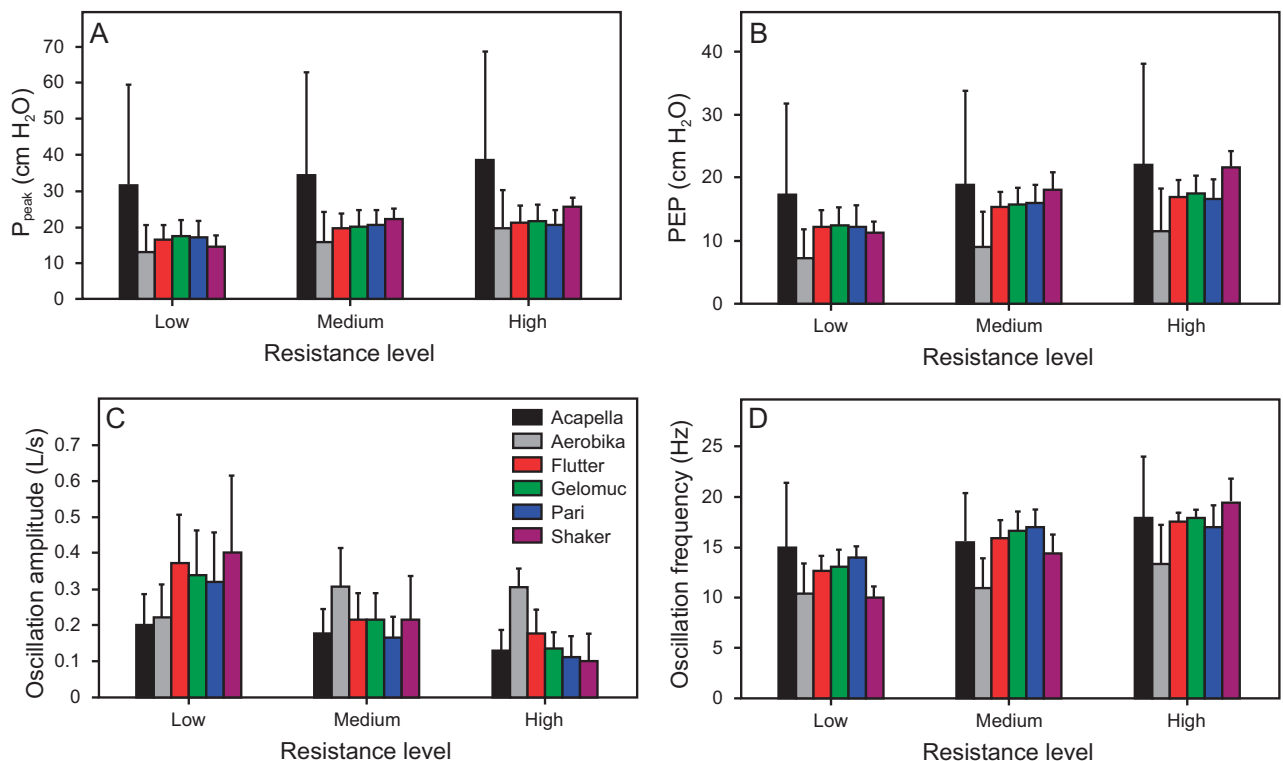 A
P peak (cm H₂O)
70
60
50
40
30
20
10
0
Low Medium High
Resistance level
B
PEP (cm H₂O)
40
30
20
10
0
Low Medium High
Resistance level
C
Oscillation amplitude (L/s)
0.7
0.6
0.5
0.4
0.3
0.2
0.1
0
Acapella
Aerobika
Flutter
Gelomuc
Pari
Shaker
Low Medium High
Resistance level
D
Oscillation frequency (Hz)
25
20
15
10
5
0
Low Medium High
Resistance level